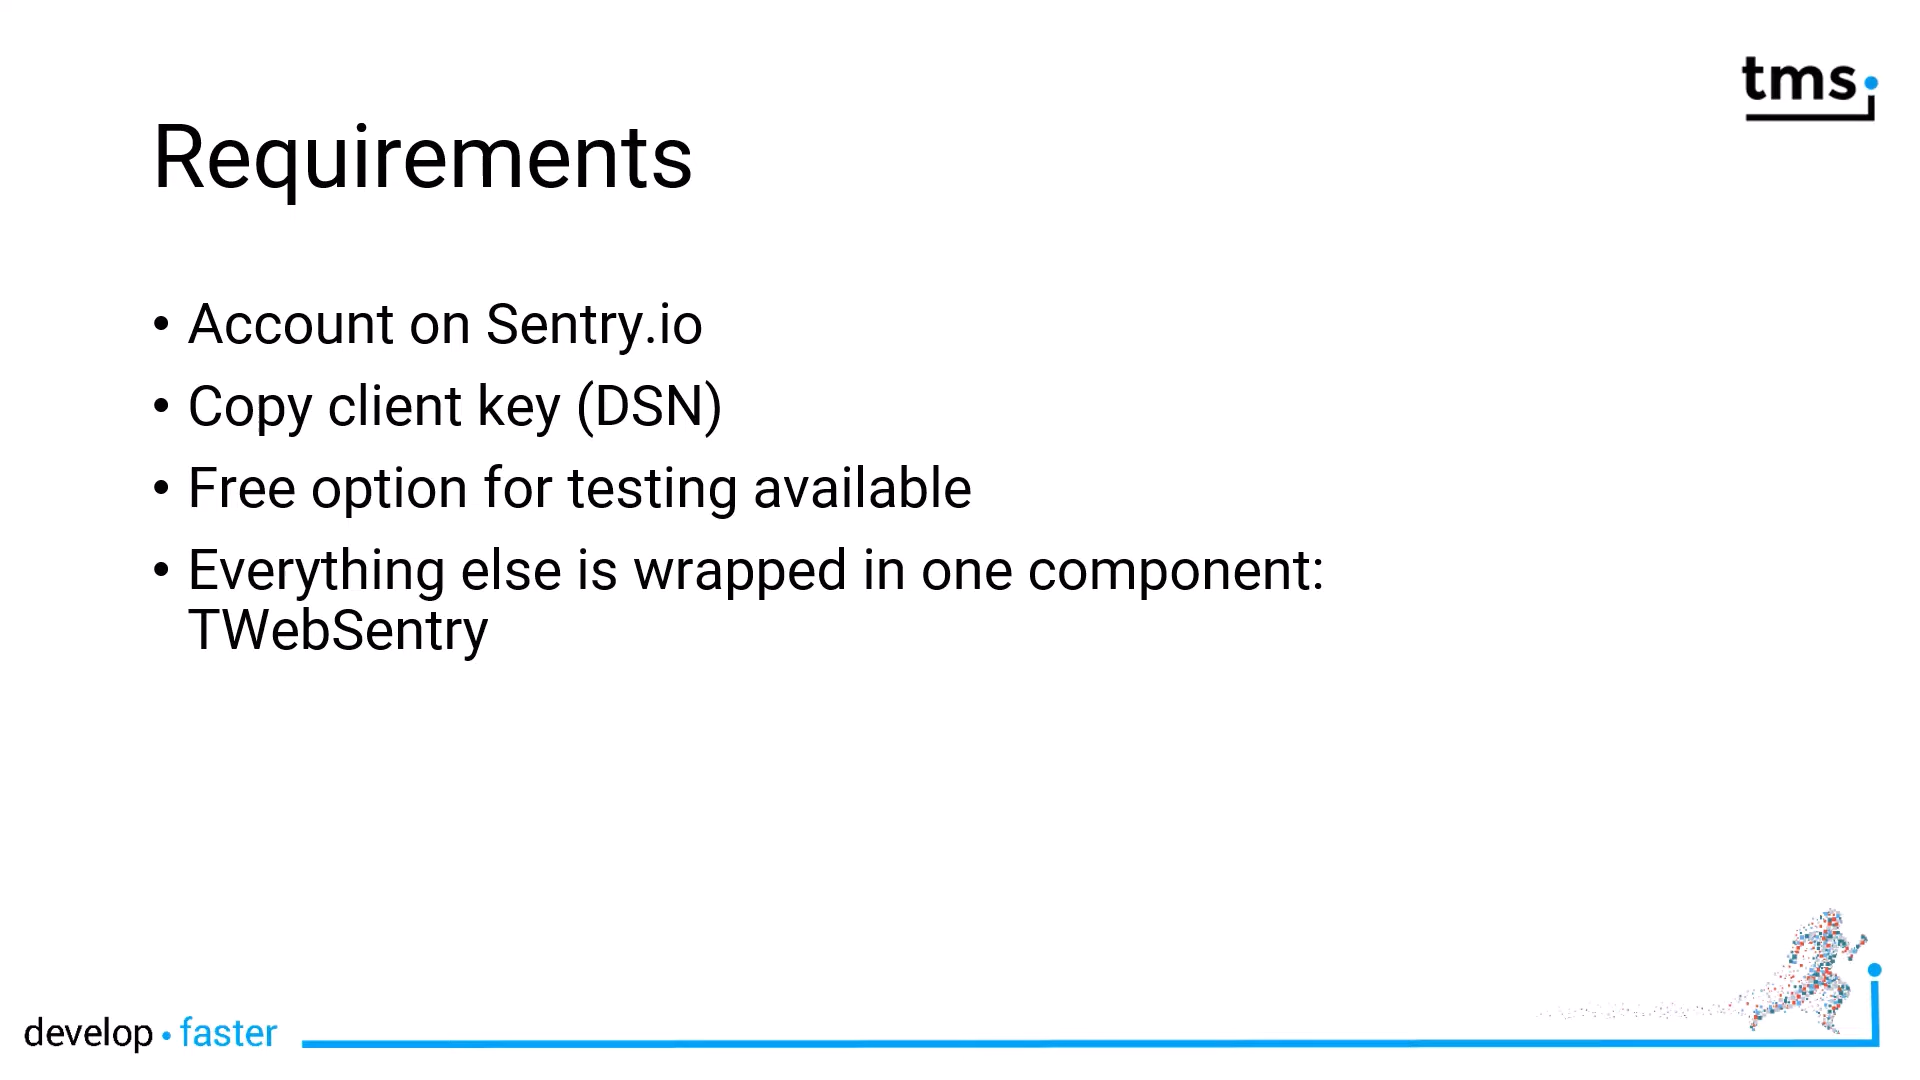 tms
Requirements
• Account on Sentry.io
• Copy client key (DSN)
• Free option for testing available
• Everything else is wrapped in one component:
TWebSentry
develop • faster